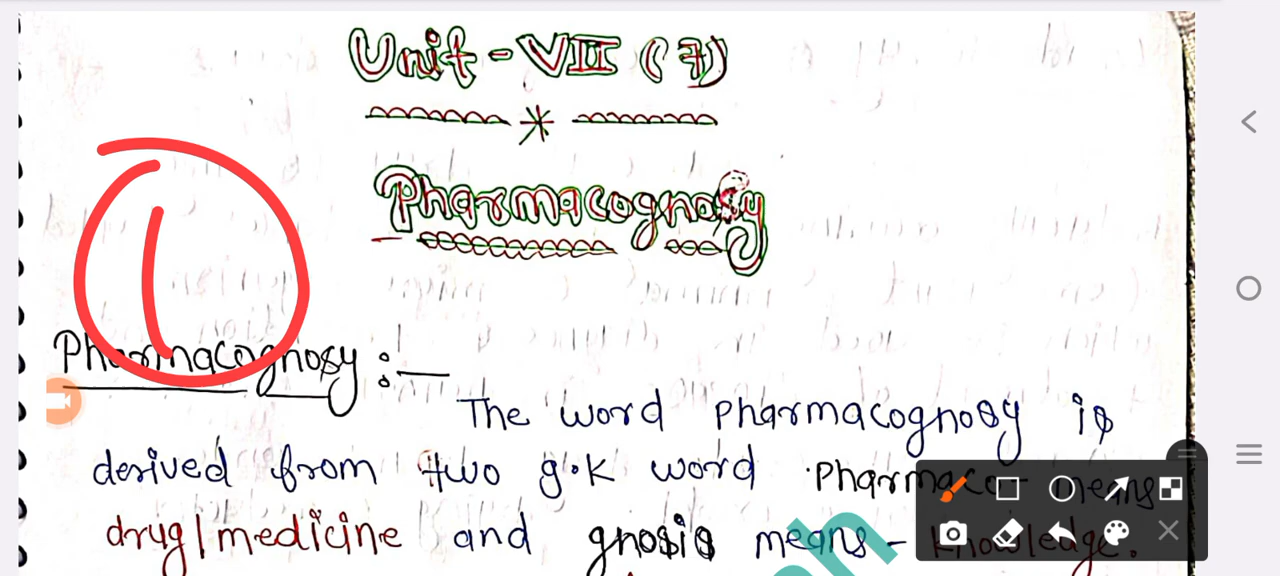 Unit - VII (7)
Pharmacognosy
Pharmacognosy :-
The word Pharmacognosy is
derived from two g.k word Pharmaco- means
drug/medicine and gnosis means- knowledge.